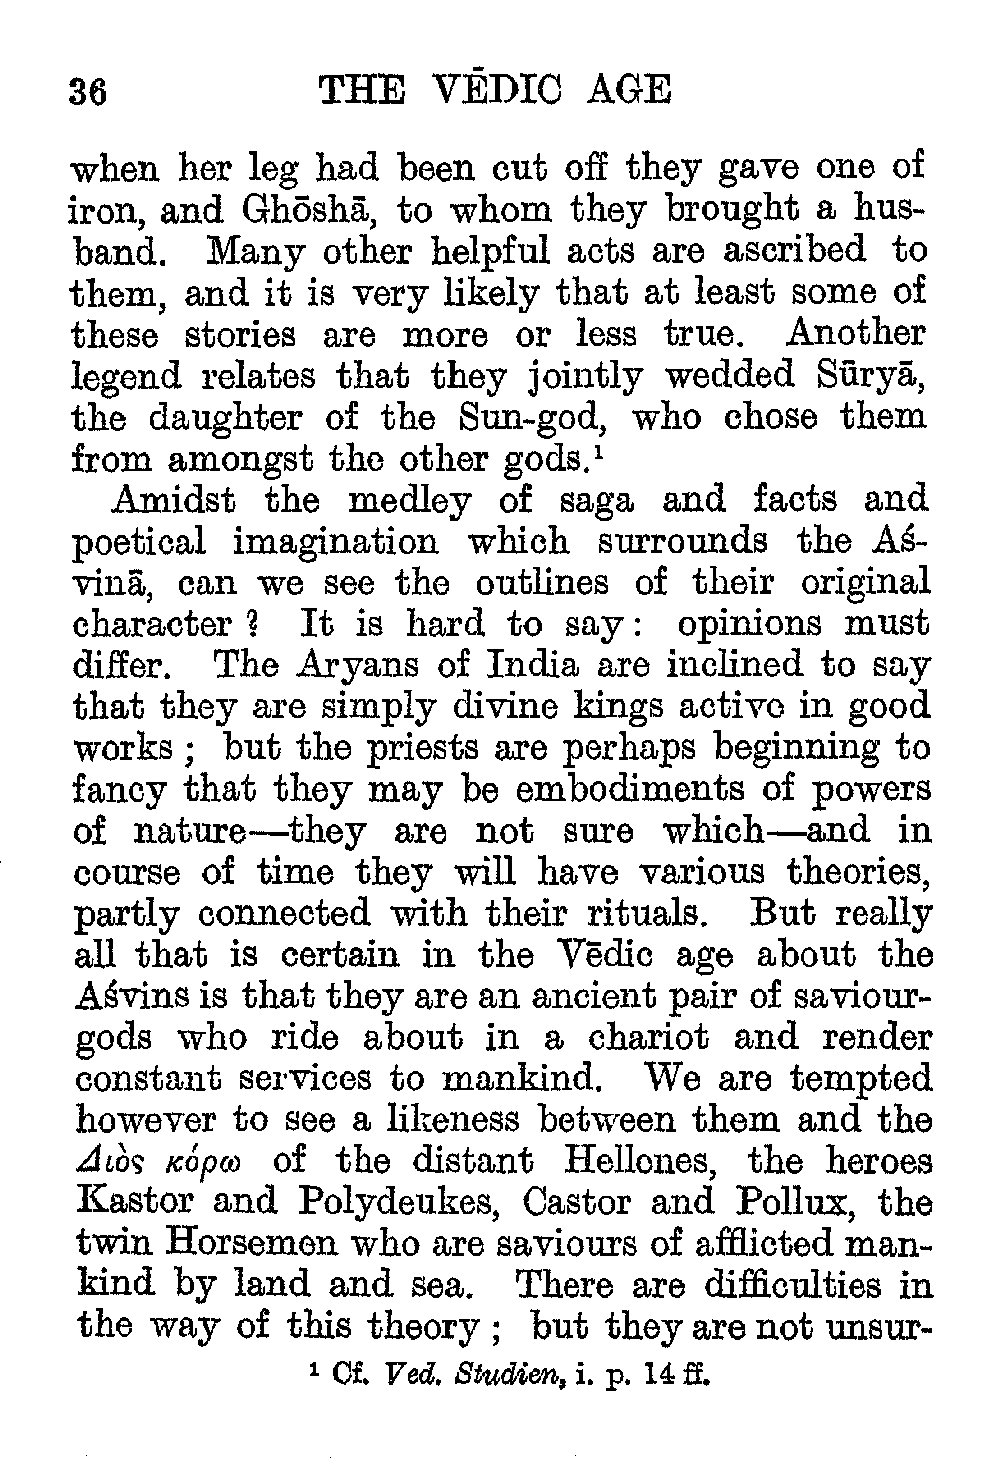 36 THE VĒDIC AGE
when her leg had been cut off they gave one of
iron, and Ghōshā, to whom they brought a hus-
band. Many other helpful acts are ascribed to
them, and it is very likely that at least some of
these stories are more or less true. Another
legend relates that they jointly wedded Sūryā,
the daughter of the Sun-god, who chose them
from amongst the other gods.¹
Amidst the medley of saga and facts and
poetical imagination which surrounds the Aś-
vinā, can we see the outlines of their original
character ? It is hard to say: opinions must
differ. The Aryans of India are inclined to say
that they are simply divine kings active in good
works ; but the priests are perhaps beginning to
fancy that they may be embodiments of powers
of nature—they are not sure which—and in
course of time they will have various theories,
partly connected with their rituals. But really
all that is certain in the Vēdic age about the
Aśvins is that they are an ancient pair of saviour-
gods who ride about in a chariot and render
constant services to mankind. We are tempted
however to see a likeness between them and the
Διὸς κόρω of the distant Hellenes, the heroes
Kastor and Polydeukes, Castor and Pollux, the
twin Horsemen who are saviours of afflicted man-
kind by land and sea. There are difficulties in
the way of this theory ; but they are not unsur-
¹ Cf. Ved. Studien, i. p. 14 ff.